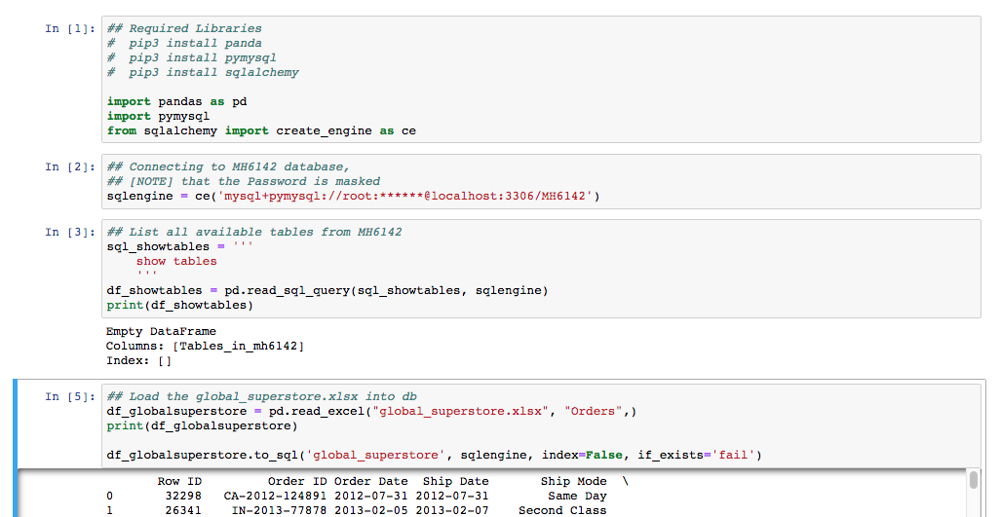 In [1]: ## Required Libraries
#  pip3 install panda
#  pip3 install pymysql
#  pip3 install sqlalchemy
import pandas as pd
import pymysql
from sqlalchemy import create_engine as ce
In [2]: ## Connecting to MH6142 database,
## [NOTE] that the Password is masked
sqlengine = ce('mysql+pymysql://root:******@localhost:3306/MH6142')
In [3]: ## List all available tables from MH6142
sql_showtables = '''
    show tables
    '''
df_showtables = pd.read_sql_query(sql_showtables, sqlengine)
print(df_showtables)
Empty DataFrame
Columns: [Tables_in_mh6142]
Index: []
In [5]: ## Load the global_superstore.xlsx into db
df_globalsuperstore = pd.read_excel("global_superstore.xlsx", "Orders",)
print(df_globalsuperstore)
df_globalsuperstore.to_sql('global_superstore', sqlengine, index=False, if_exists='fail')
Row ID Order ID Order Date Ship Date Ship Mode \
0 32298 CA-2012-124891 2012-07-31 2012-07-31 Same Day
1 26341 IN-2013-77878 2013-02-05 2013-02-07 Second Class